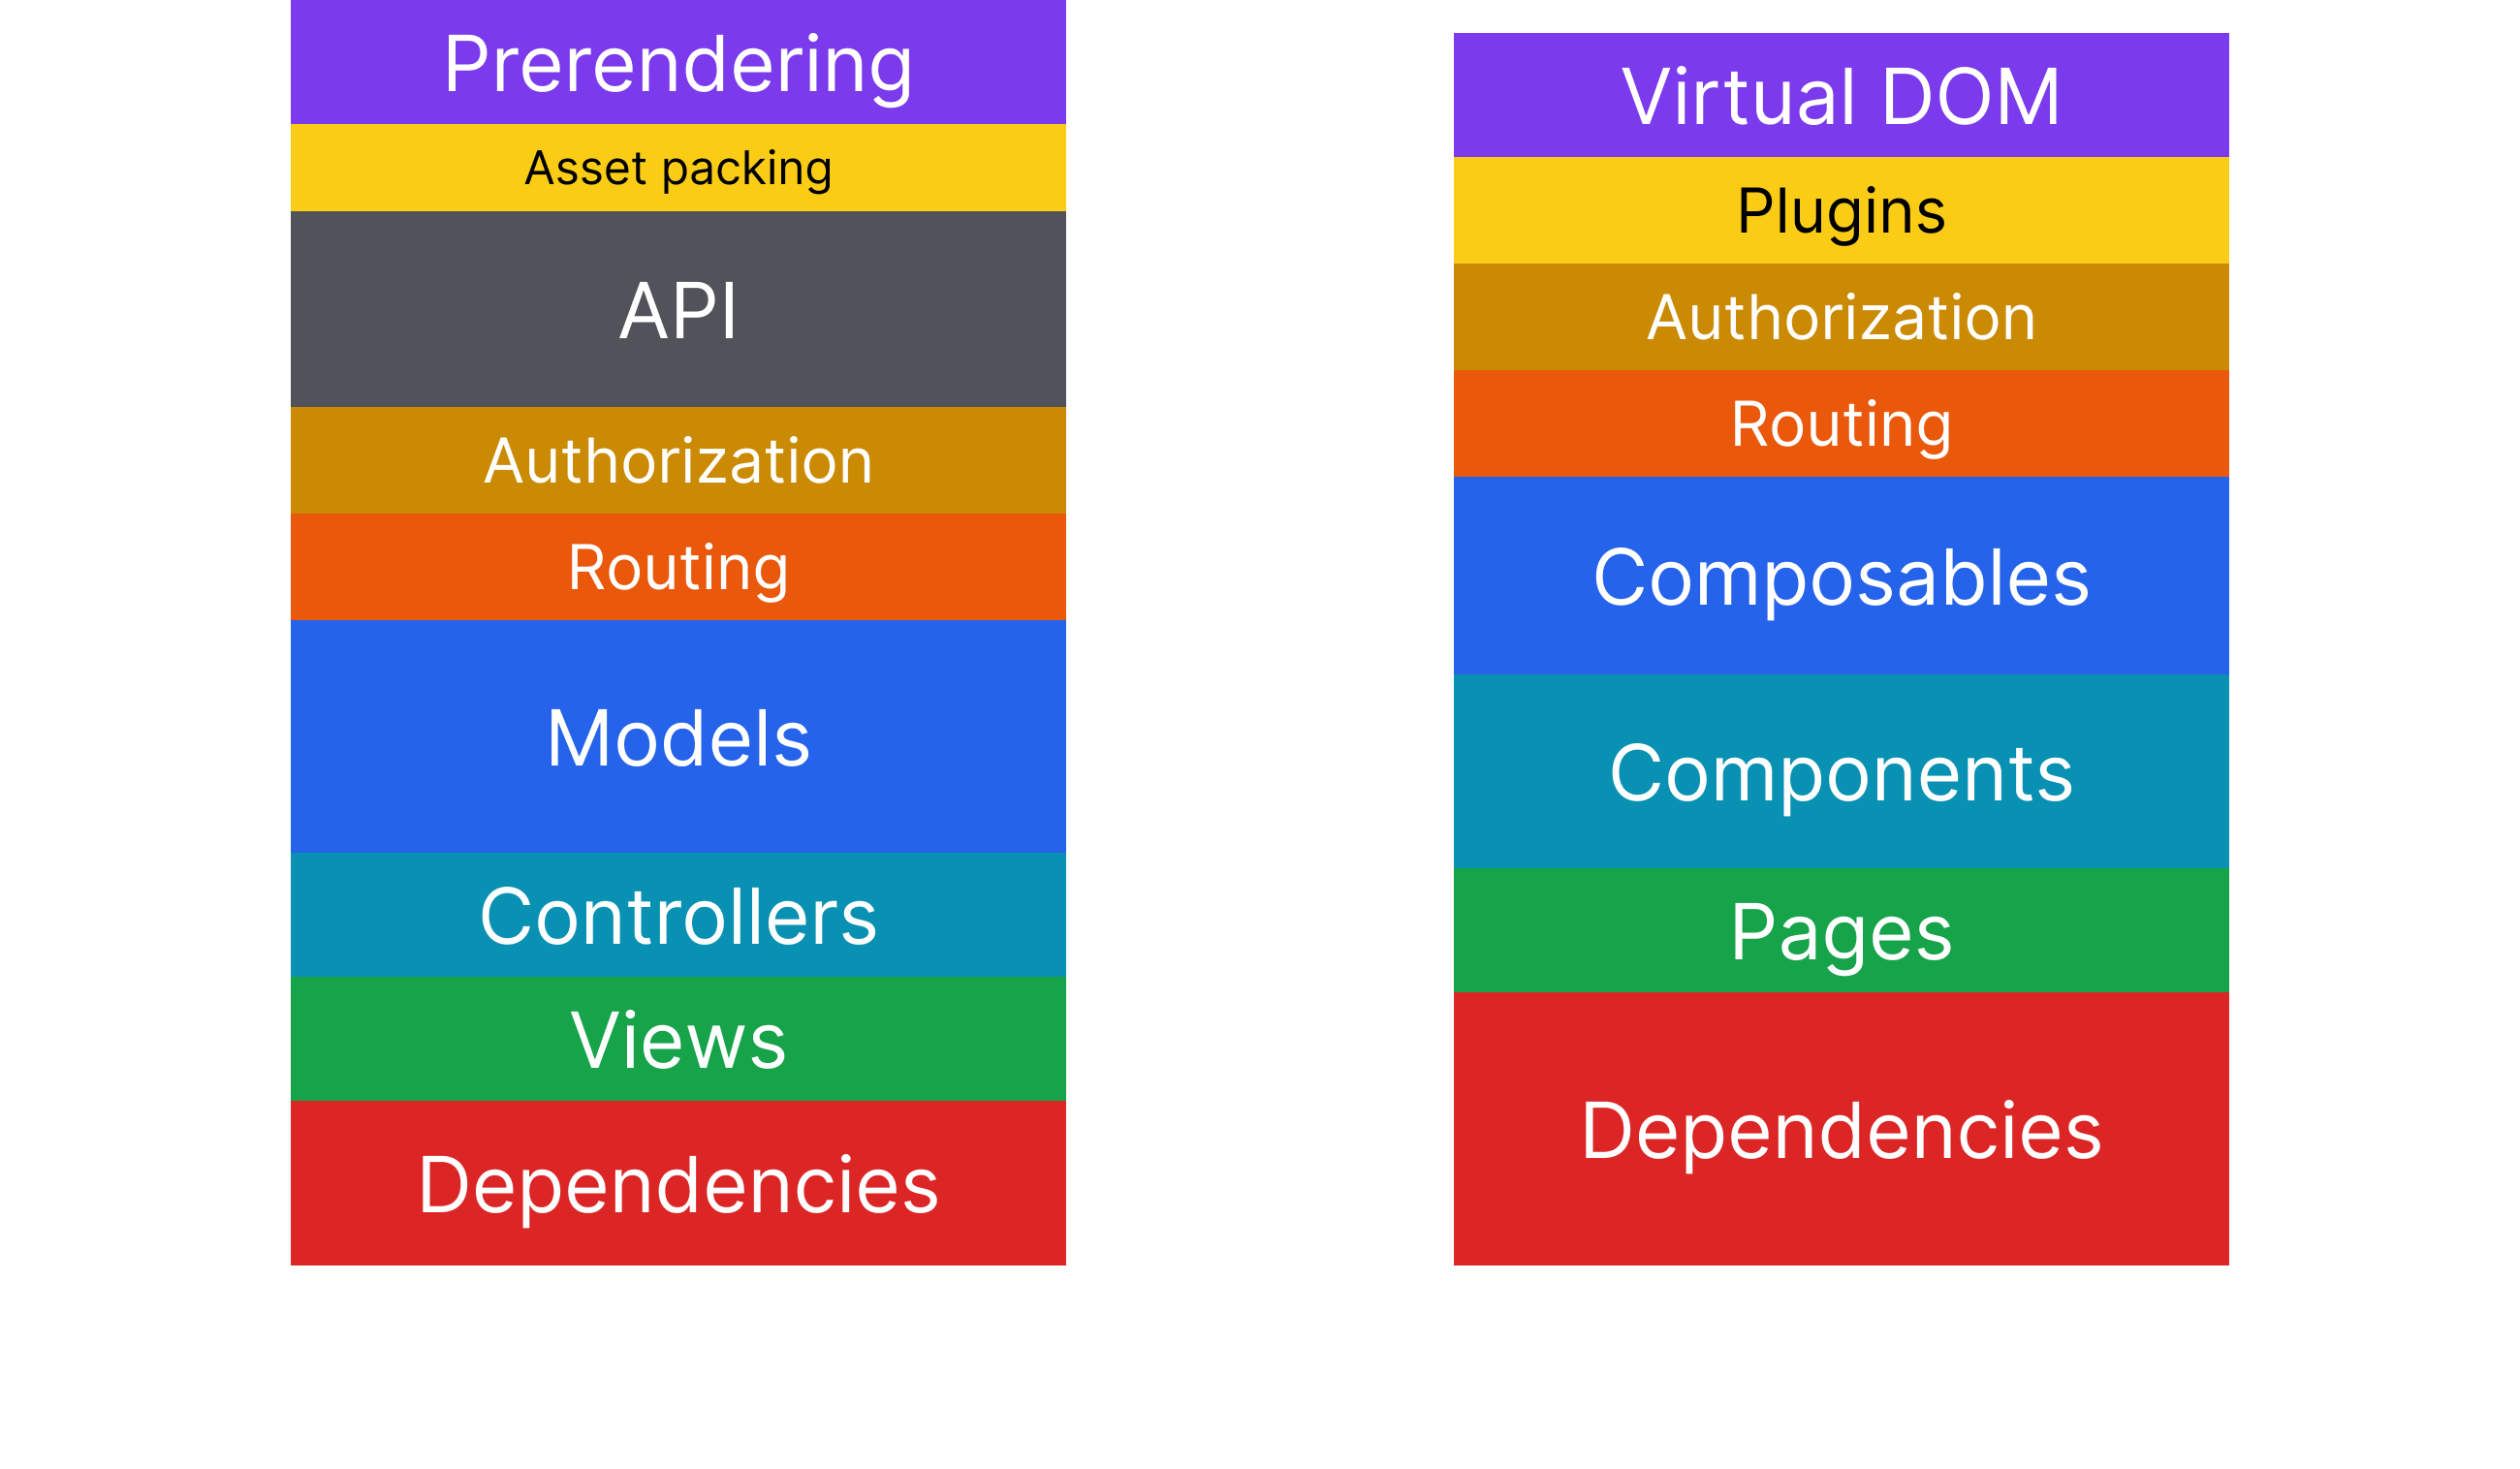 Prerendering
Asset packing
API
Authorization
Routing
Models
Controllers
Views
Dependencies
Virtual DOM
Plugins
Authorization
Routing
Composables
Components
Pages
Dependencies